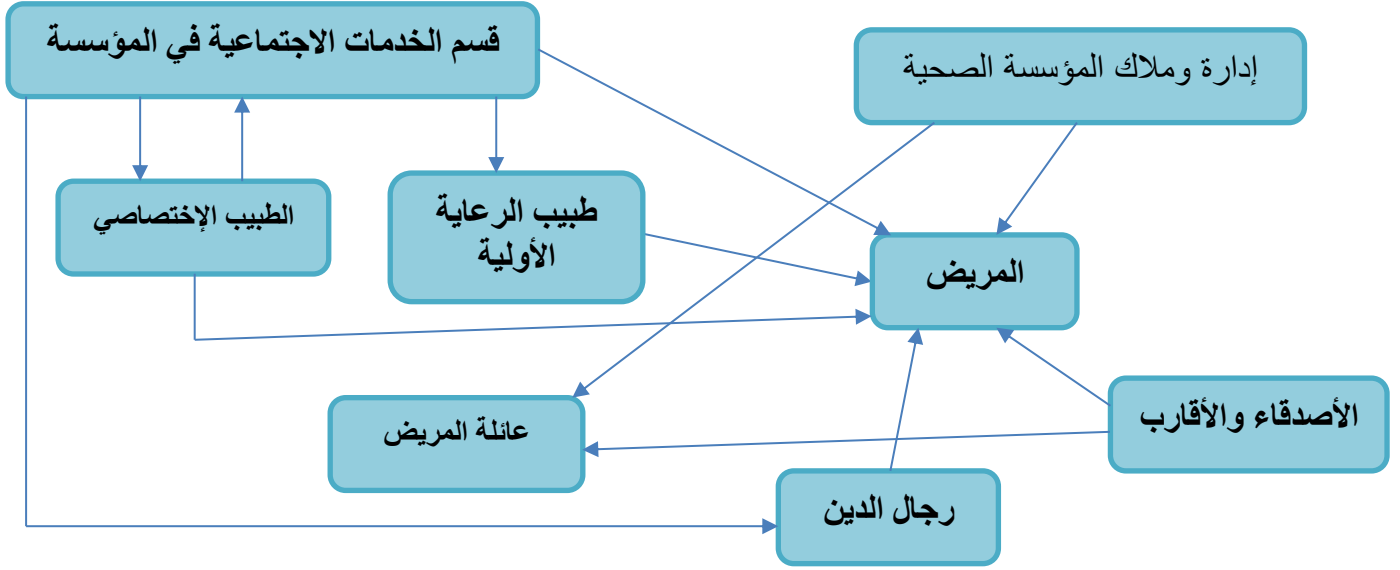 قسم الخدمات الاجتماعية في المؤسسة
إدارة وملاك المؤسسة الصحية
الطبيب الإختصاصي
طبيب الرعاية
الأولية
المريض
عائلة المريض
الأصدقاء والأقارب
رجال الدين